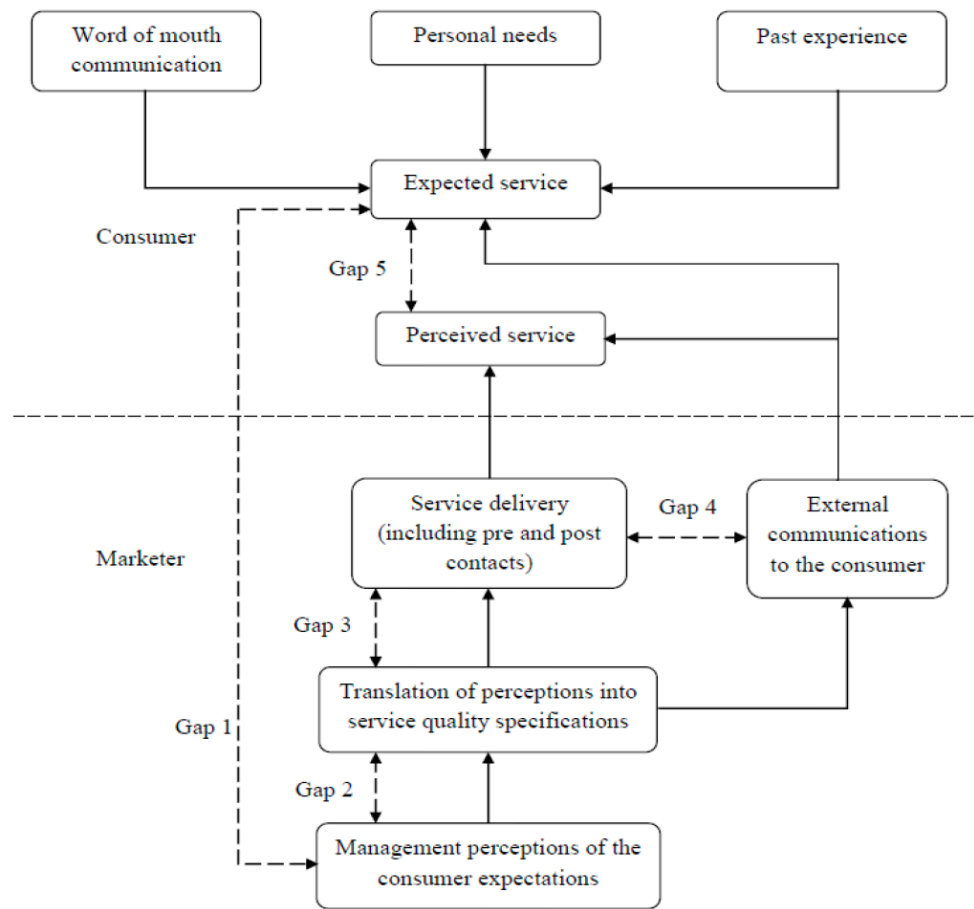 Word of mouth
communication
Personal needs
Past experience
Expected service
Consumer
Gap 5
Perceived service
Service delivery
(including pre and post
contacts)
Gap 4
External
communications
to the consumer
Marketer
Gap 3
Translation of perceptions into
service quality specifications
Gap 1
Gap 2
Management perceptions of the
consumer expectations